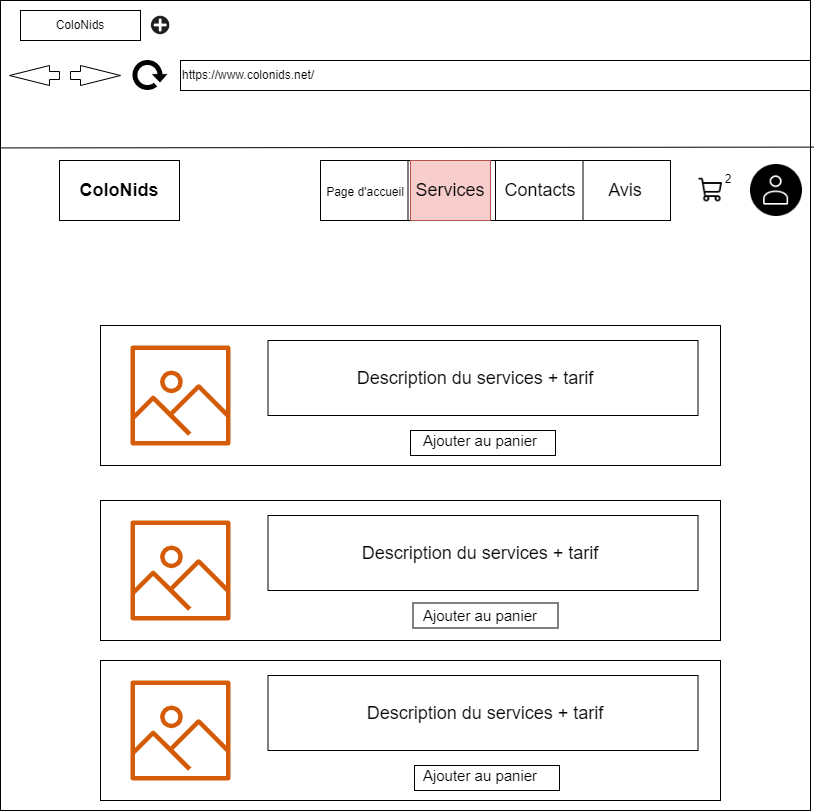 ColoNids
https://www.colonids.net/
ColoNids
Page d'accueil
Services
Contacts
Avis
2
Description du services + tarif
Ajouter au panier
Description du services + tarif
Ajouter au panier
Description du services + tarif
Ajouter au panier